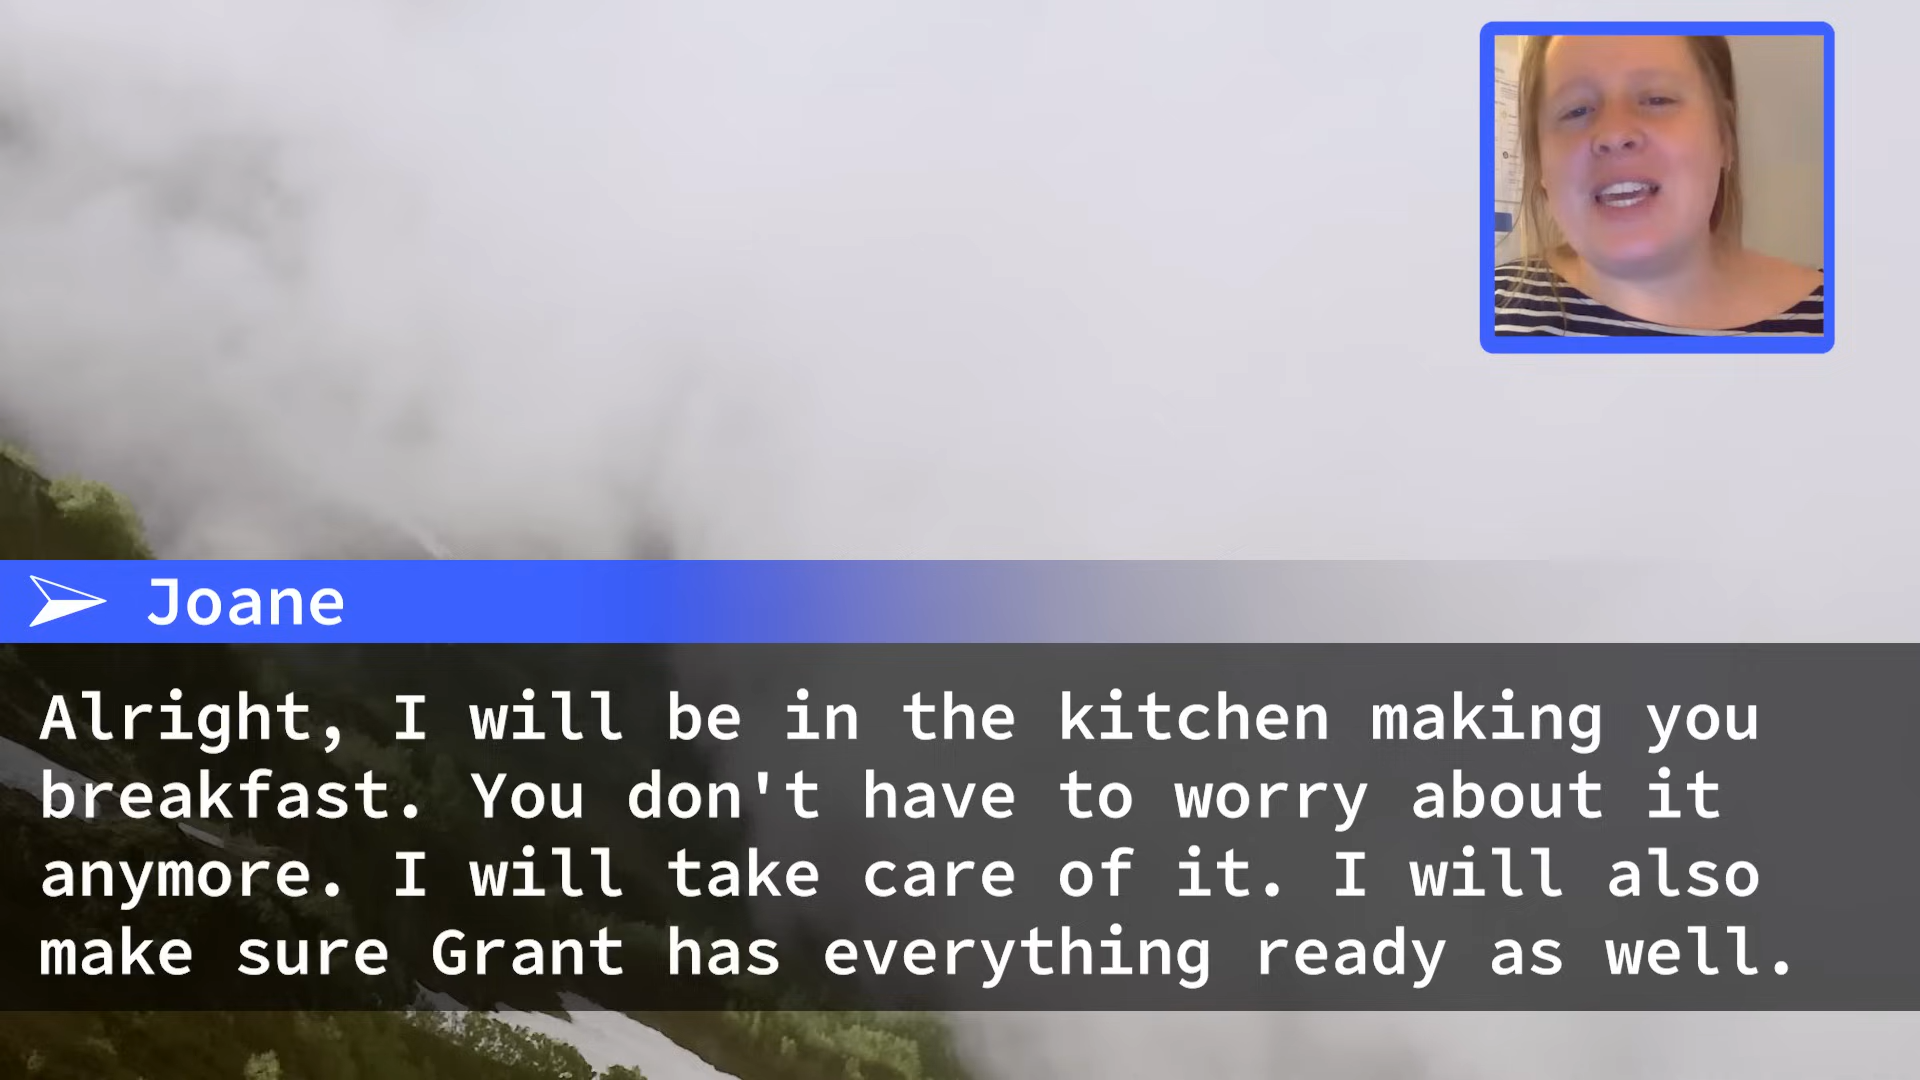 Joane
Alright, I will be in the kitchen making you
breakfast. You don't have to worry about it
anymore. I will take care of it. I will also
make sure Grant has everything ready as well.